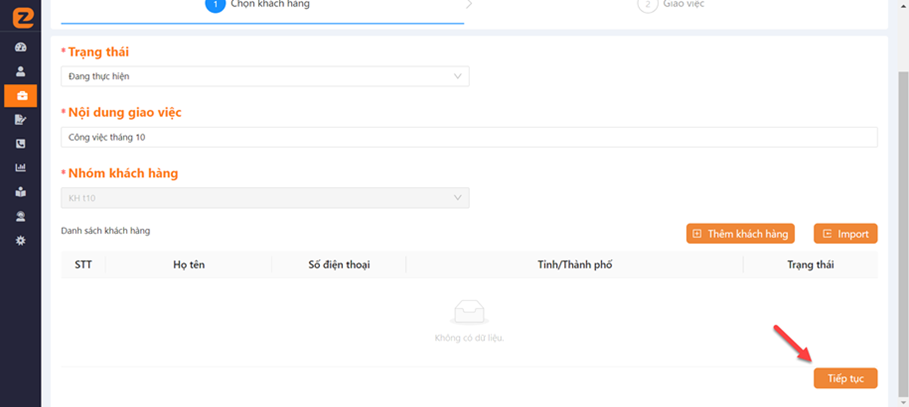 1 Chọn khách hàng
2 Giao việc
* Trạng thái
Đang thực hiện
* Nội dung giao việc
Công việc tháng 10
* Nhóm khách hàng
KH t10
Danh sách khách hàng
Thêm khách hàng
Import
STT Họ tên Số điện thoại Tỉnh/Thành phố Trạng thái
Không có dữ liệu.
Tiếp tục